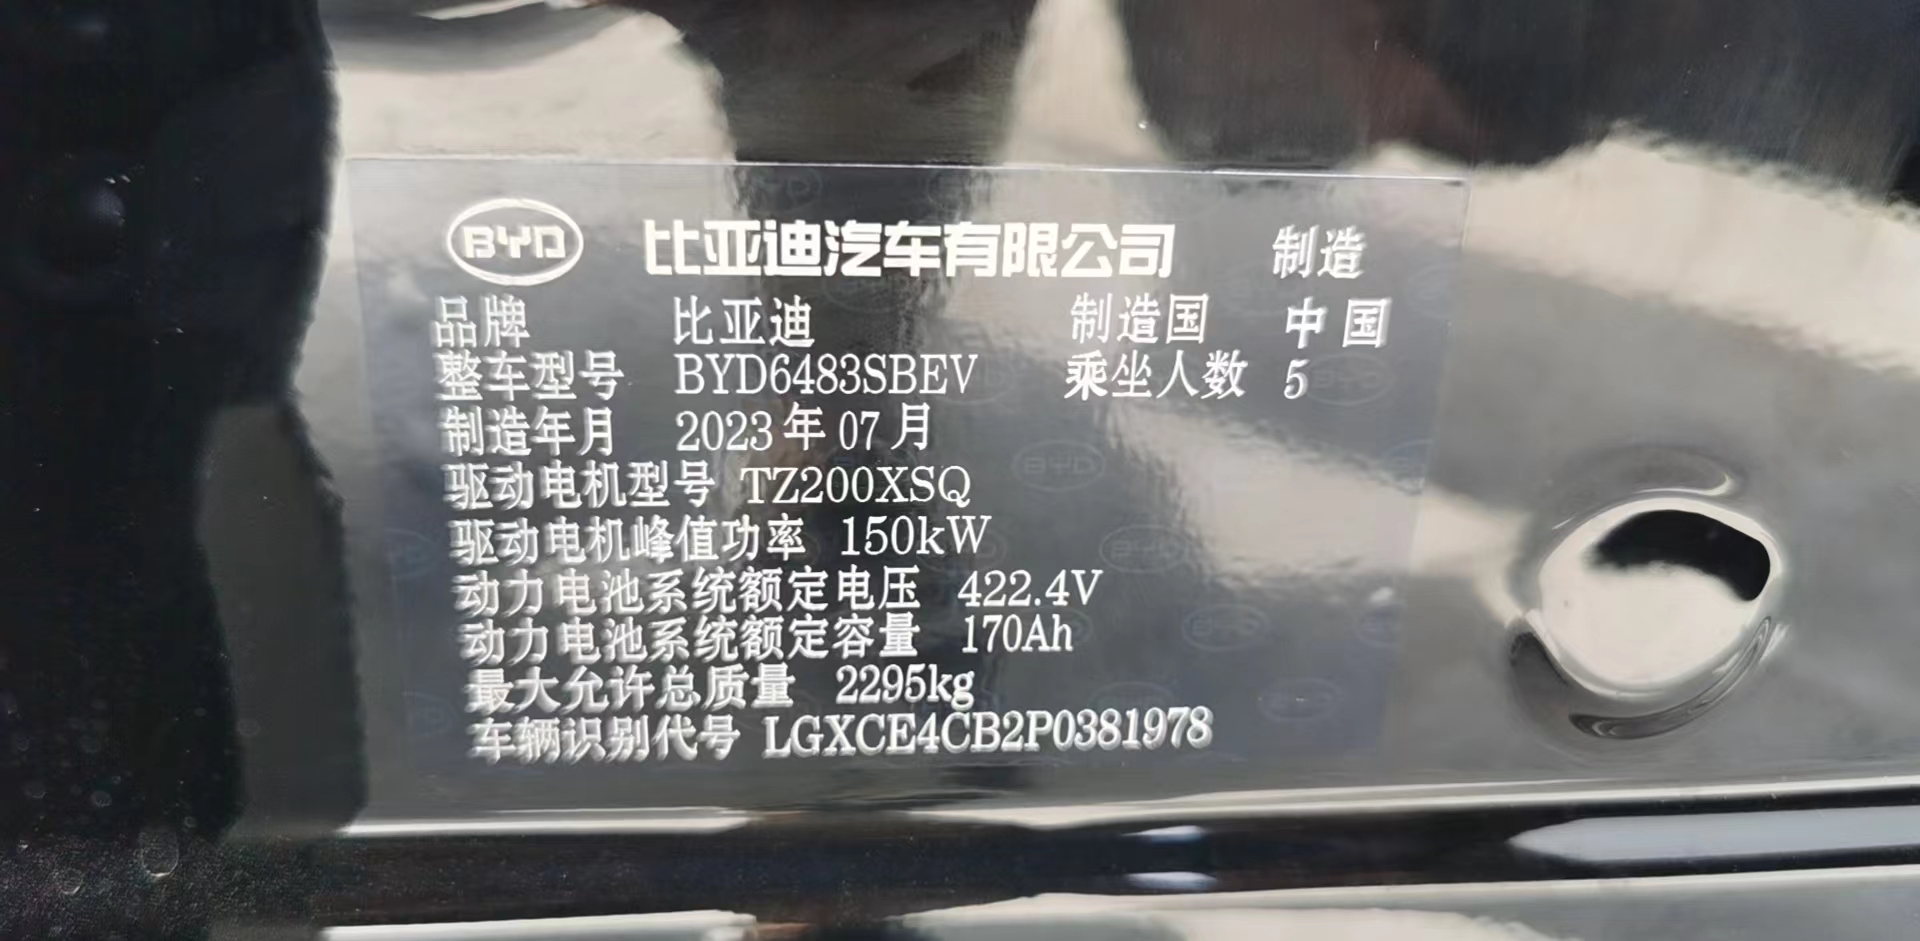 BYD 比亚迪汽车有限公司 制造
品牌 比亚迪 制造国 中国
整车型号 BYD6483SBEV 乘坐人数 5
制造年月 2023年07月
驱动电机型号 TZ200XSQ
驱动电机峰值功率 150kW
动力电池系统额定电压 422.4V
动力电池系统额定容量 170Ah
最大允许总质量 2295kg
车辆识别代号 LGXCE4CB2P0381978